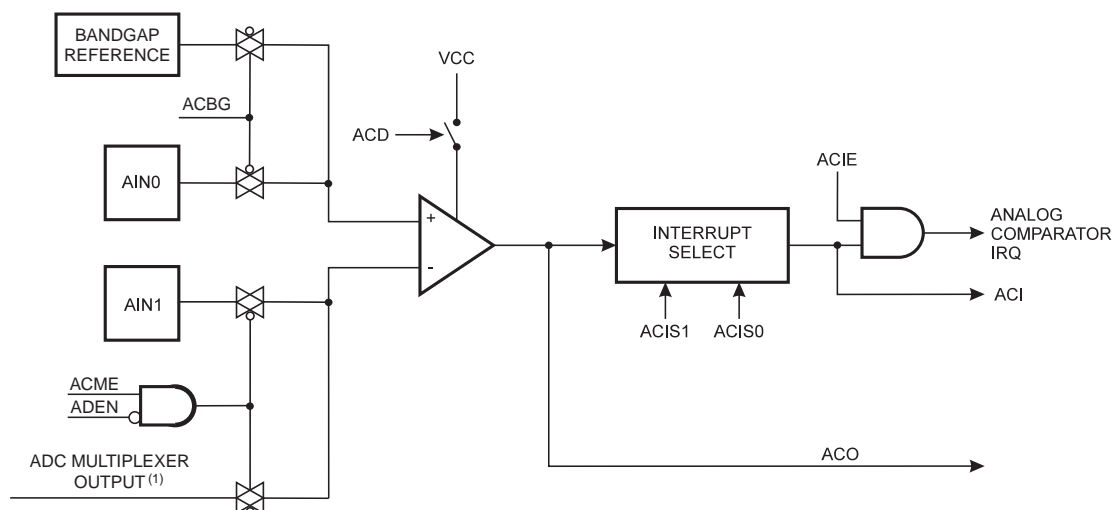 BANDGAP
REFERENCE
VCC
ACBG
ACD
AIN0
ACIE
+
INTERRUPT
SELECT
ANALOG
COMPARATOR
IRQ
-
AIN1
ACI
ACIS1 ACIS0
ACME
ADEN
ADC MULTIPLEXER
OUTPUT (1)
ACO